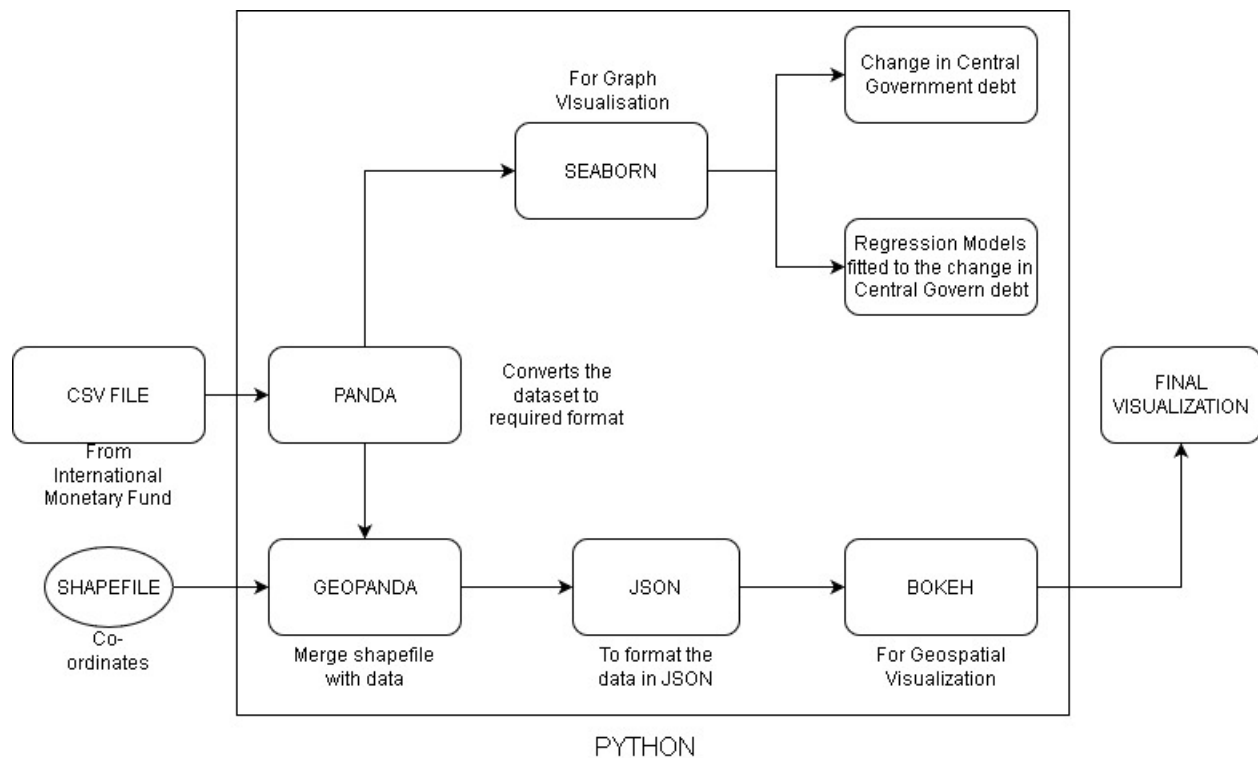 Change in Central
Government debt
For Graph
VIsualisation
SEABORN
Regression Models
fitted to the change in
Central Govern debt
CSV FILE
From
International
Monetary Fund
PANDA
Converts the
dataset to
required format
FINAL
VISUALIZATION
SHAPEFILE
Co-
ordinates
GEOPANDA
Merge shapefile
with data
JSON
To format the
data in JSON
BOKEH
For Geospatial
Visualization
PYTHON